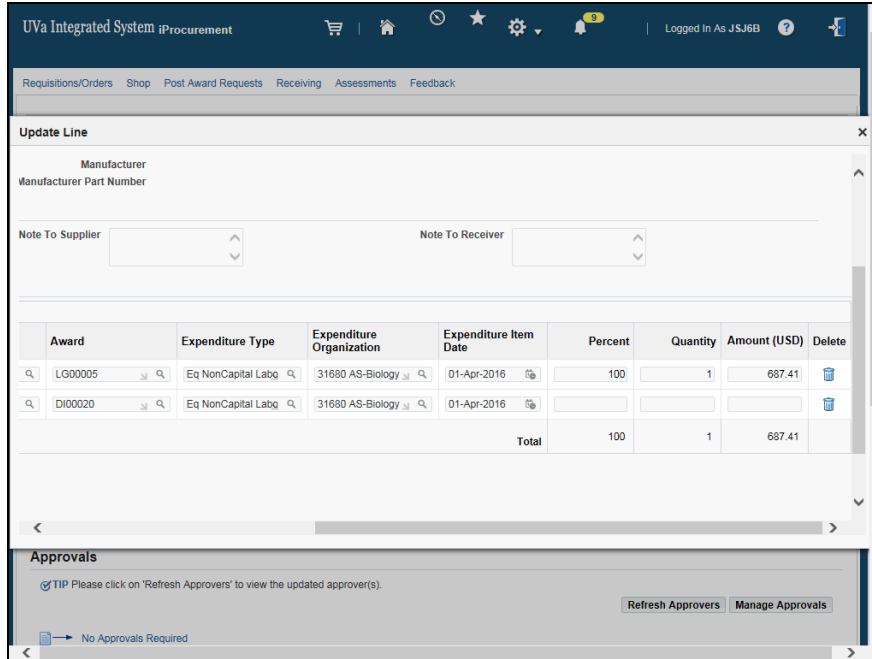 UVa Integrated System iProcurement
9
Logged In As JSJ6B
?
Requisitions/Orders Shop Post Award Requests Receiving Assessments Feedback
Update Line ×
Manufacturer
Manufacturer Part Number
Note To Supplier Note To Receiver
Award Expenditure Type Expenditure Organization Expenditure Item Date Percent Quantity Amount (USD) Delete
LG00005 Eq NonCapital Labg 31680 AS-Biology 01-Apr-2016 100 1 687.41
DI00020 Eq NonCapital Labg 31680 AS-Biology 01-Apr-2016
Total 100 1 687.41
Approvals
TIP Please click on 'Refresh Approvers' to view the updated approver(s).
Refresh Approvers Manage Approvals
No Approvals Required